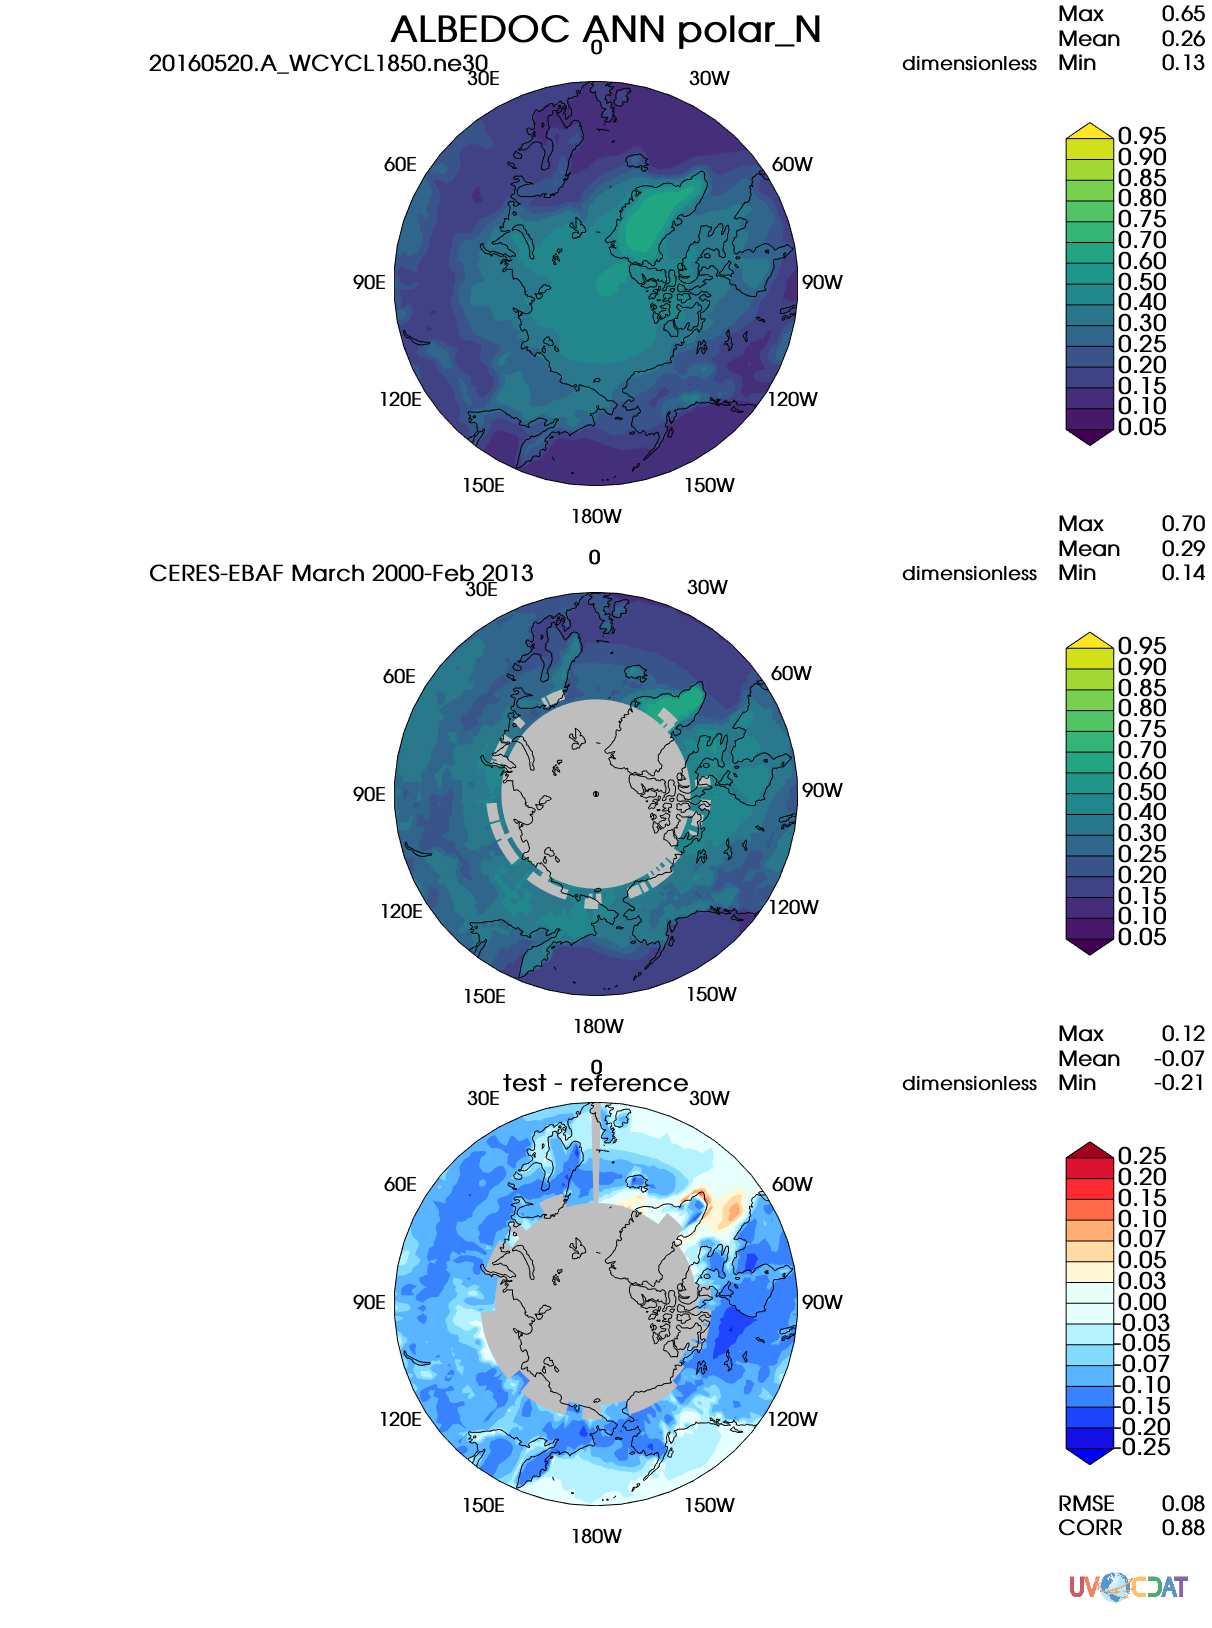 ALBEDOC ANN polar_N
Max 0.65
Mean 0.26
Min 0.13
20160520.A_WCYCL1850.ne30
dimensionless
0
30E
30W
60E
60W
90E
90W
120E
120W
150E
150W
180W
0.95
0.90
0.85
0.80
0.75
0.70
0.60
0.50
0.40
0.30
0.25
0.20
0.15
0.10
0.05
Max 0.70
Mean 0.29
Min 0.14
CERES-EBAF March 2000-Feb 2013
dimensionless
0
30E
30W
60E
60W
90E
90W
120E
120W
150E
150W
180W
0.95
0.90
0.85
0.80
0.75
0.70
0.60
0.50
0.40
0.30
0.25
0.20
0.15
0.10
0.05
Max 0.12
Mean -0.07
Min -0.21
test - reference
dimensionless
0
30E
30W
60E
60W
90E
90W
120E
120W
150E
150W
180W
0.25
0.20
0.15
0.10
0.07
0.05
0.03
0.00
-0.03
-0.05
-0.07
-0.10
-0.15
-0.20
-0.25
RMSE 0.08
CORR 0.88
UV CDAT